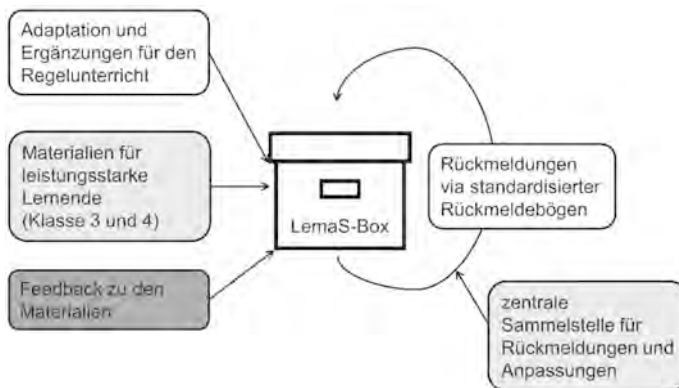 Adaptation und
Ergänzungen für den
Regelunterricht
Materialien für
leistungsstarke
Lernende
(Klasse 3 und 4)
Feedback zu den
Materialien
LemaS-Box
Rückmeldungen
via standardisierter
Rückmeldebögen
zentrale
Sammelstelle für
Rückmeldungen und
Anpassungen